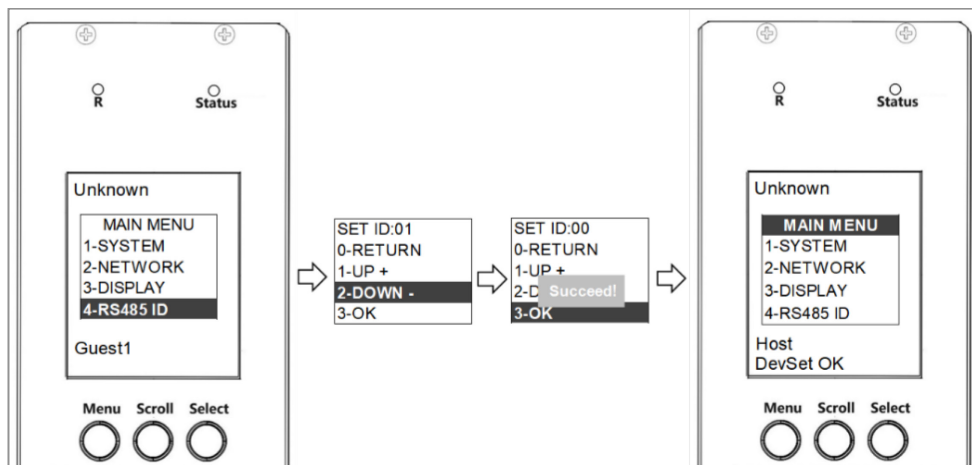 R
Status
Unknown
MAIN MENU
1-SYSTEM
2-NETWORK
3-DISPLAY
4-RS485 ID
Guest1
Menu Scroll Select
SET ID:01
0-RETURN
1-UP +
2-DOWN -
3-OK
SET ID:00
0-RETURN
1-UP +
2-D
Succeed!
3-OK
R
Status
Unknown
MAIN MENU
1-SYSTEM
2-NETWORK
3-DISPLAY
4-RS485 ID
Host
DevSet OK
Menu Scroll Select